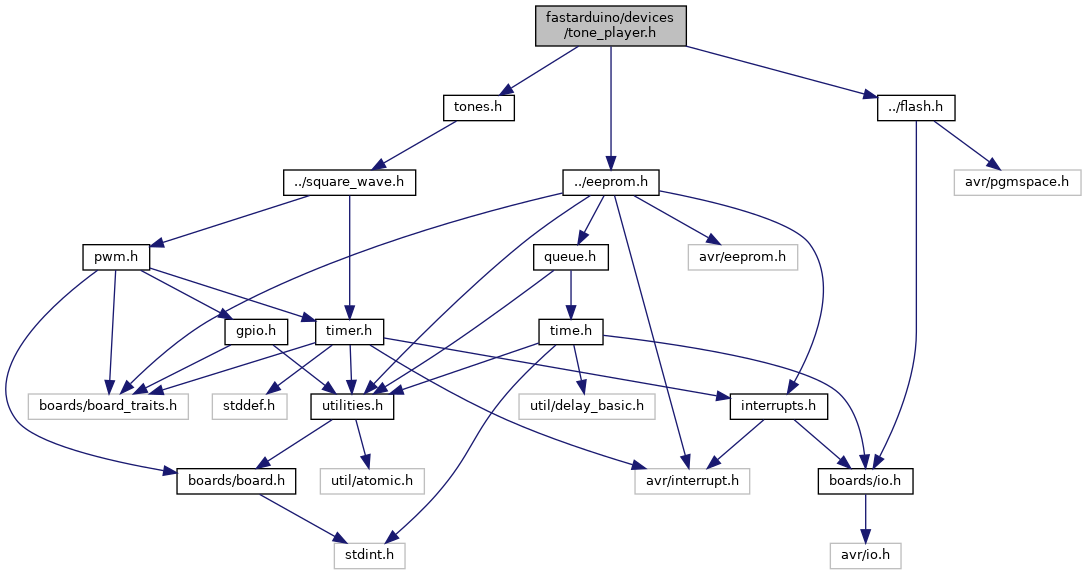 fastarduino/devices
/tone_player.h
tones.h
../flash.h
../square_wave.h
../eeprom.h
avr/pgmspace.h
pwm.h
queue.h
avr/eeprom.h
gpio.h
timer.h
time.h
boards/board_traits.h
stddef.h
utilities.h
util/delay_basic.h
interrupts.h
boards/board.h
util/atomic.h
avr/interrupt.h
boards/io.h
stdint.h
avr/io.h